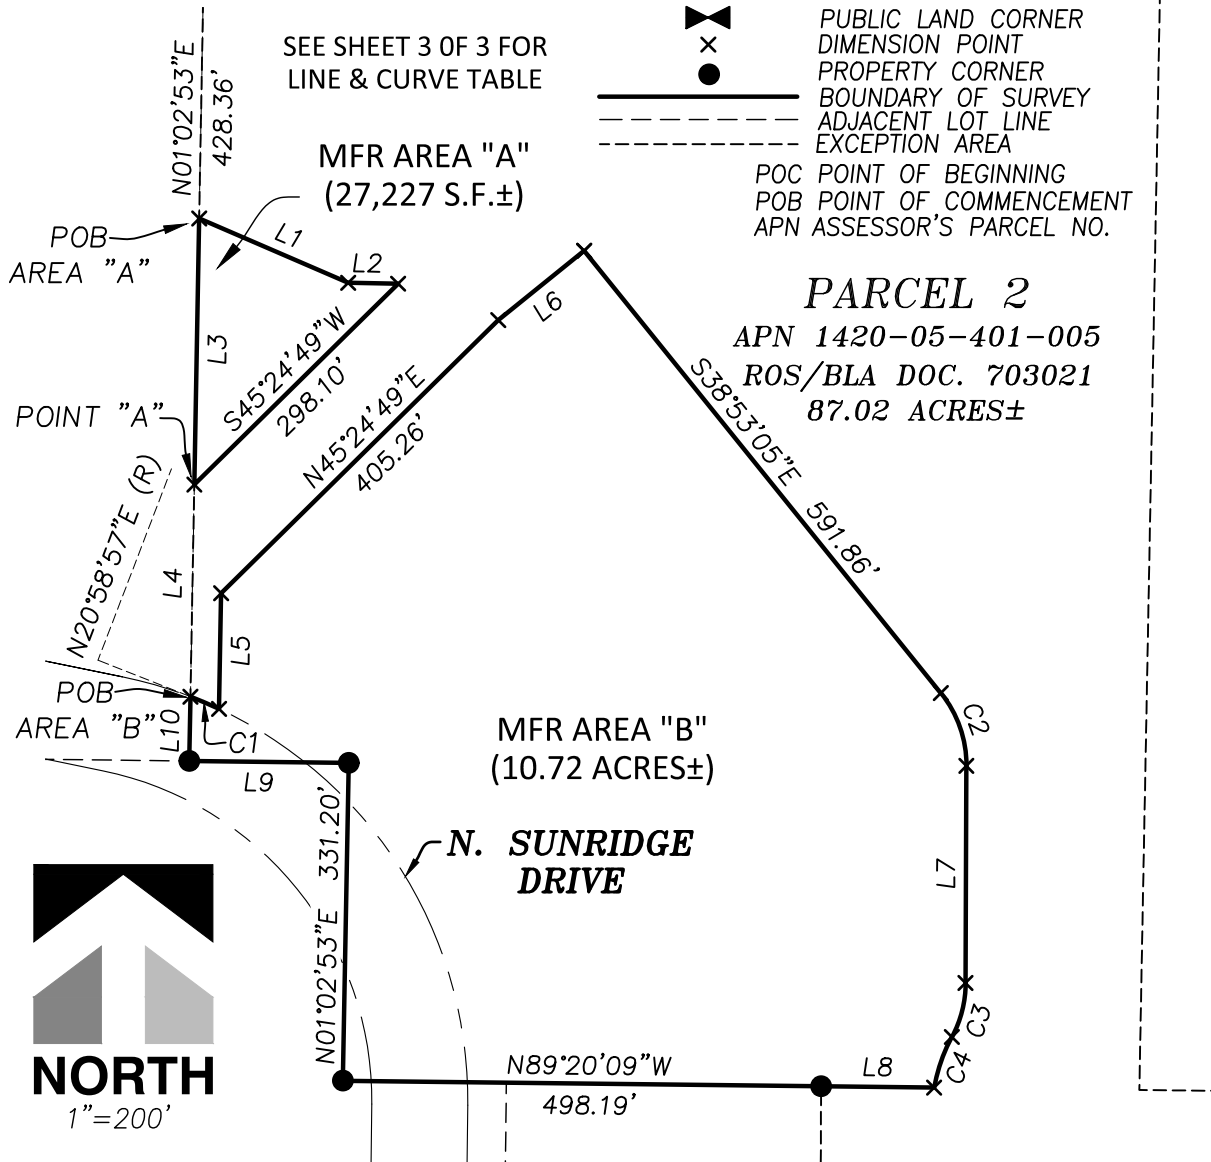 PUBLIC LAND CORNER
DIMENSION POINT
PROPERTY CORNER
BOUNDARY OF SURVEY
ADJACENT LOT LINE
EXCEPTION AREA
POC POINT OF BEGINNING
POB POINT OF COMMENCEMENT
APN ASSESSOR'S PARCEL NO.
SEE SHEET 3 OF 3 FOR
LINE & CURVE TABLE
N01°02'53"E
428.36'
MFR AREA "A"
(27,227 S.F.±)
POB
AREA "A"
L1
L2
L3
S45°24'49"W
298.10'
POINT "A"
L6
N45°24'49"E
405.26'
PARCEL 2
APN 1420-05-401-005
ROS/BLA DOC. 703021
87.02 ACRES±
S38°53'05"E 591.86'
N20°58'57"E (R)
L4
L5
POB
AREA "B"
L10
C1
L9
C2
MFR AREA "B"
(10.72 ACRES±)
N. SUNRIDGE
DRIVE
N01°02'53"E 331.20'
L7
C3
C4
L8
N89°20'09"W
498.19'
NORTH
1"=200'